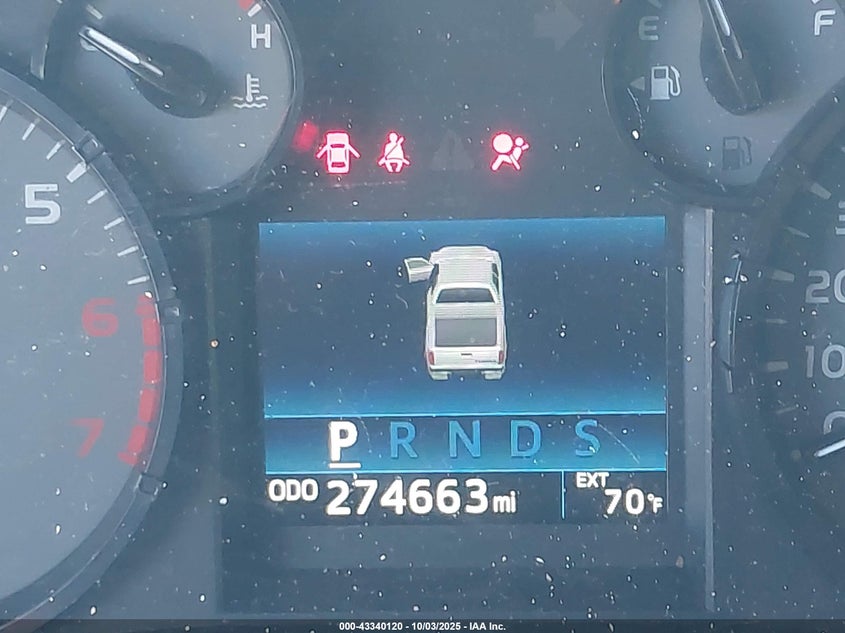 H
E
F
5
6
7
20
10
P R N D S
ODO 274663 mi
EXT
70°F
000-43340120 - 10/03/2025 - IAA Inc.